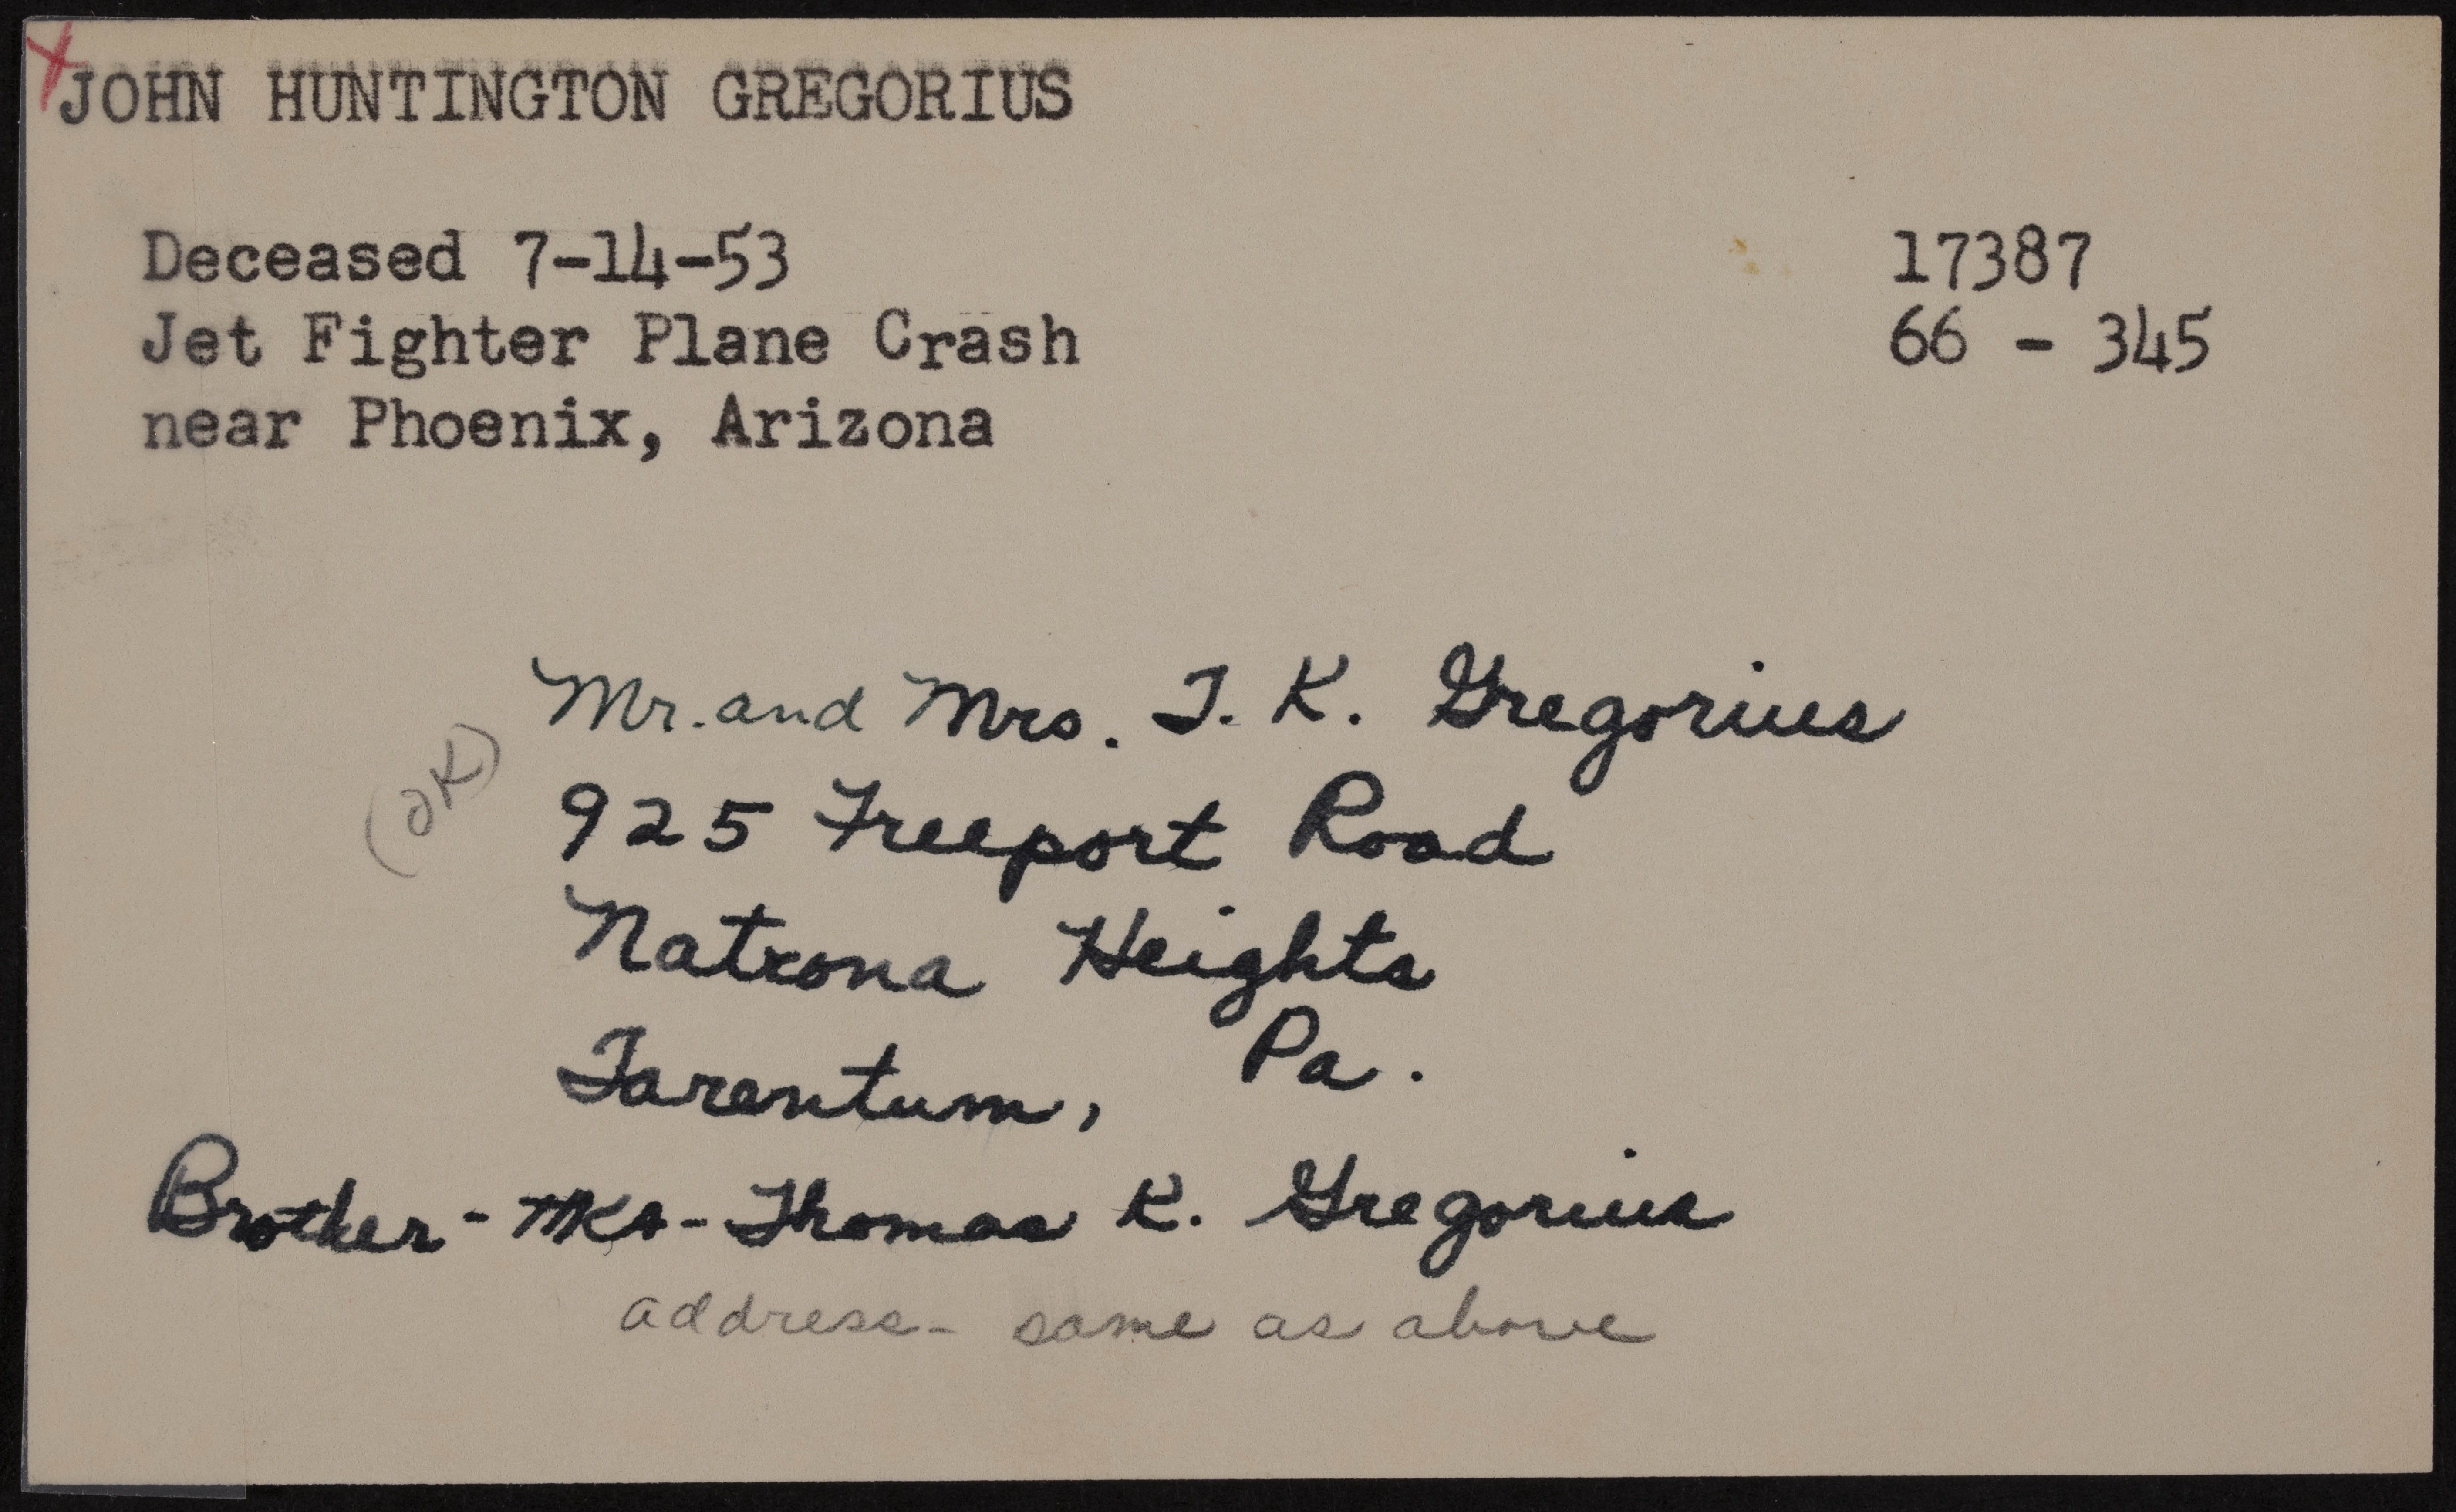 X
JOHN HUNTINGTON GREGORIUS
Deceased 7-14-53
17387
Jet Fighter Plane Crash
66 - 345
near Phoenix, Arizona
Mr. and Mrs. T. K. Gregorius
(OK)
925 Freeport Road
Natrona Heights
Tarentum, Pa.
Brother - MKA - Thomas K. Gregorius
address - same as above